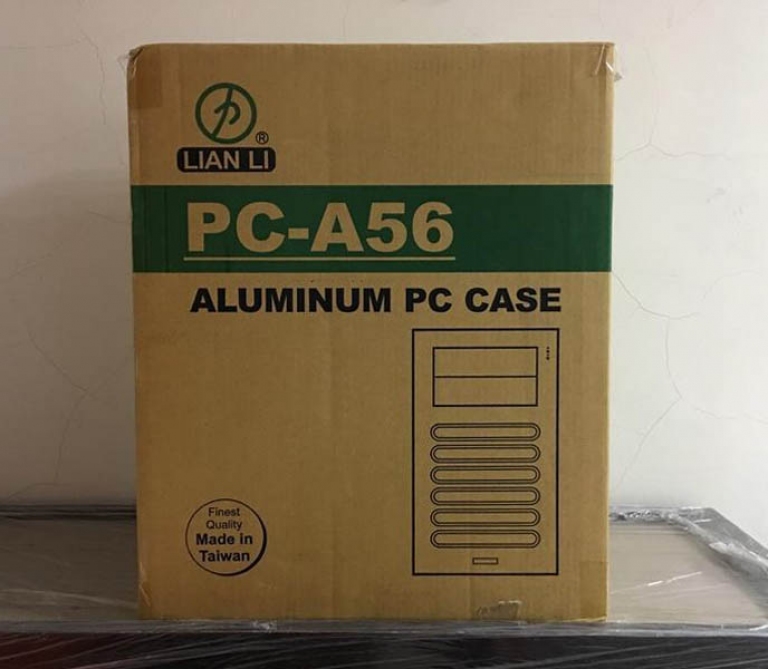 ®
LIAN LI
PC-A56
ALUMINUM PC CASE
Finest
Quality
Made in
Taiwan